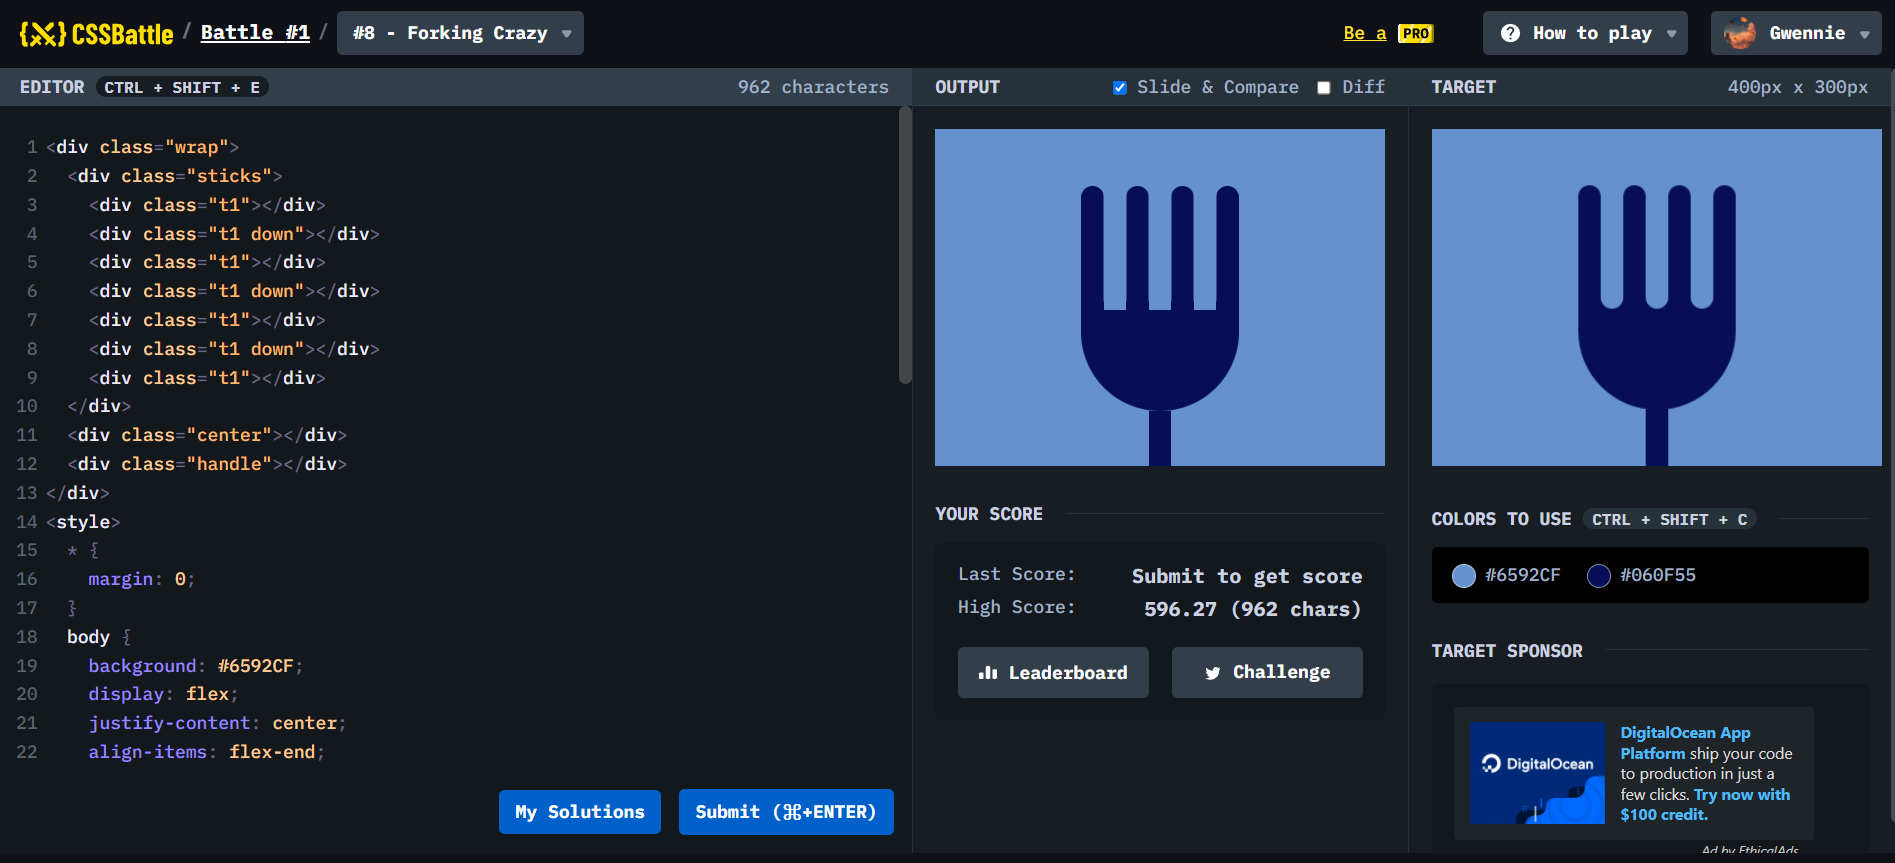 {X} CSSBattle / Battle #1 / #8 - Forking Crazy ▼
Be a PRO
? How to play ▼
Gwennie ▼
EDITOR CTRL + SHIFT + E 962 characters
1 <div class="wrap">
2 <div class="sticks">
3 <div class="t1"></div>
4 <div class="t1 down"></div>
5 <div class="t1"></div>
6 <div class="t1 down"></div>
7 <div class="t1"></div>
8 <div class="t1 down"></div>
9 <div class="t1"></div>
10 </div>
11 <div class="center"></div>
12 <div class="handle"></div>
13 </div>
14 <style>
15 * {
16 margin: 0;
17 }
18 body {
19 background: #6592CF;
20 display: flex;
21 justify-content: center;
22 align-items: flex-end;
My Solutions
Submit (⌘+ENTER)
OUTPUT Slide & Compare Diff
YOUR SCORE
Last Score: Submit to get score
High Score: 596.27 (962 chars)
Leaderboard
Challenge
TARGET 400px x 300px
COLORS TO USE CTRL + SHIFT + C
#6592CF #060F55
TARGET SPONSOR
DigitalOcean
DigitalOcean App
Platform ship your code
to production in just a
few clicks. Try now with
$100 credit.
Ad by EthicalAds